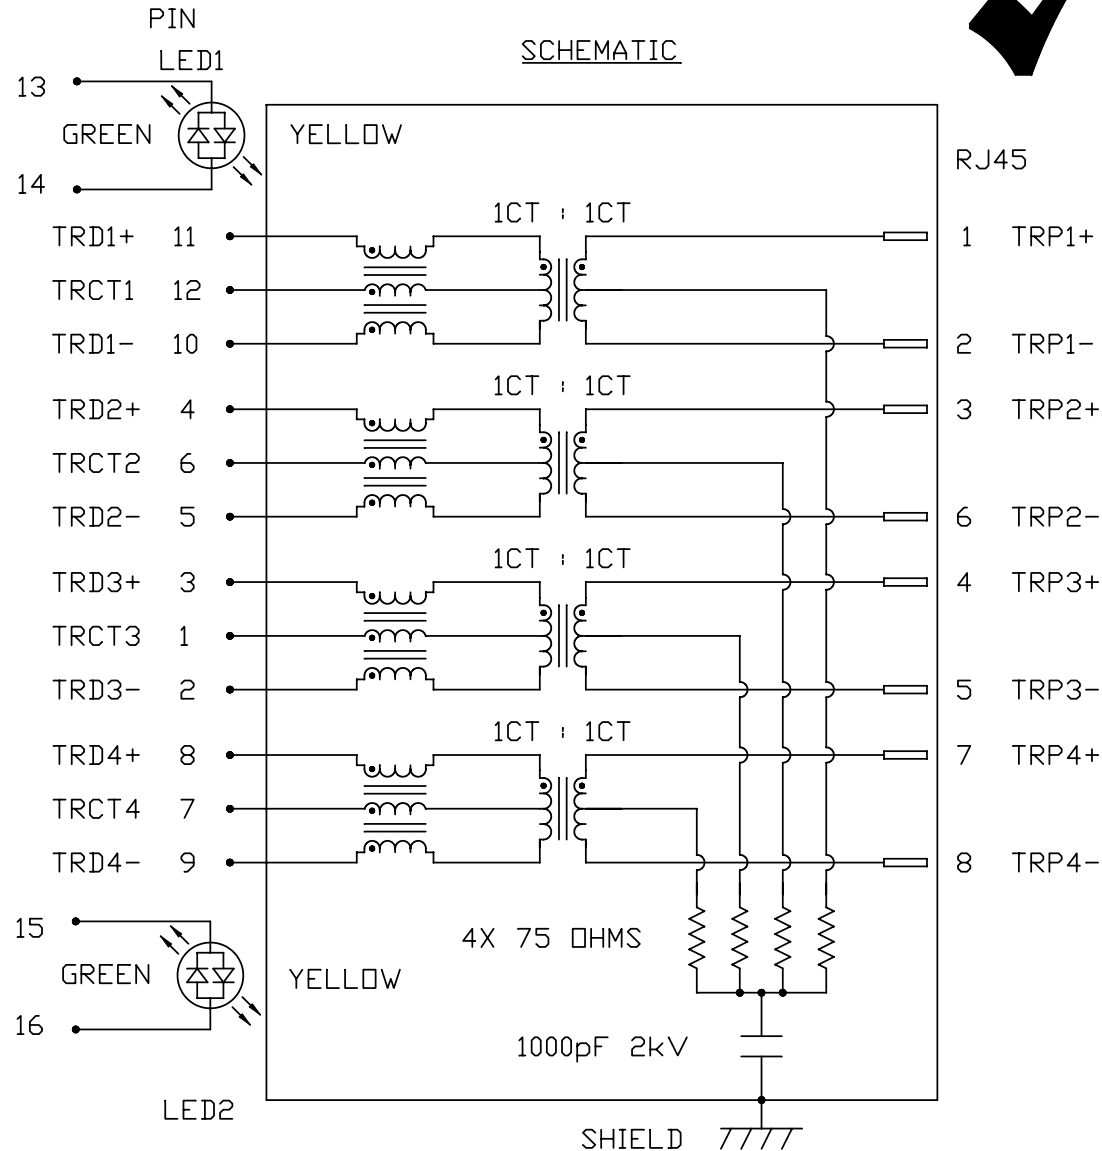 PIN
LED1
SCHEMATIC
13
GREEN
YELLOW
14
RJ45
1CT : 1CT
TRD1+ 11
1 TRP1+
TRCT1 12
TRD1- 10
2 TRP1-
1CT : 1CT
TRD2+ 4
3 TRP2+
TRCT2 6
TRD2- 5
6 TRP2-
1CT : 1CT
TRD3+ 3
4 TRP3+
TRCT3 1
TRD3- 2
5 TRP3-
1CT : 1CT
TRD4+ 8
7 TRP4+
TRCT4 7
TRD4- 9
8 TRP4-
15
4X 75 OHMS
GREEN
YELLOW
16
1000pF 2kV
LED2
SHIELD